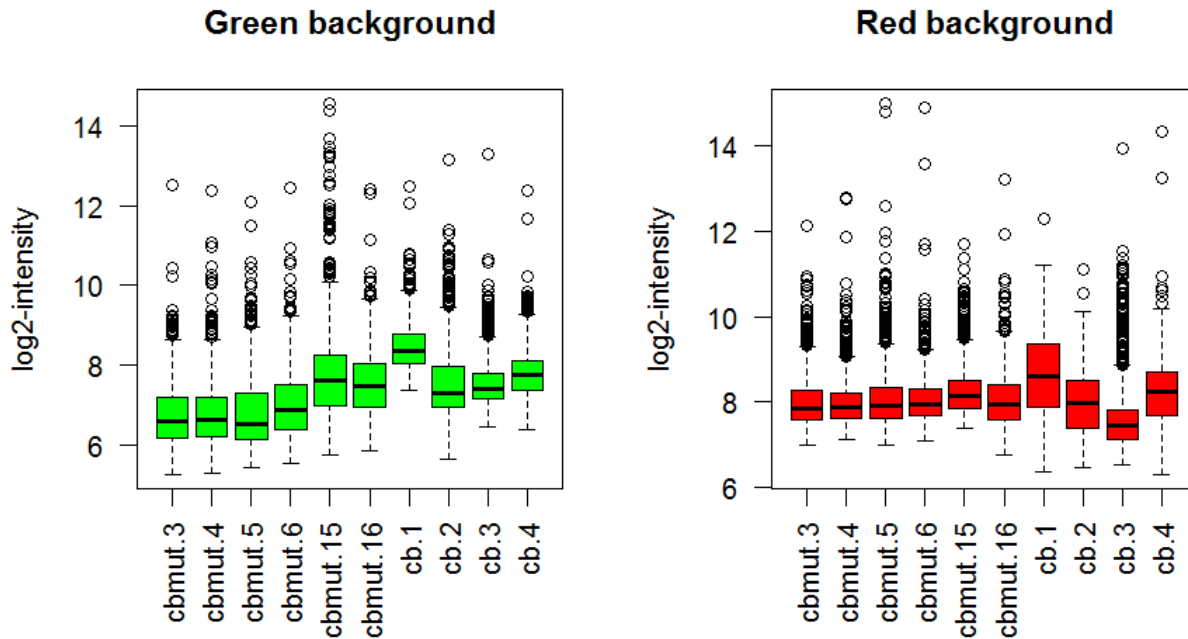 Green background
log2-intensity
14
12
10
8
6
cbmut.3
cbmut.4
cbmut.5
cbmut.6
cbmut.15
cbmut.16
cb.1
cb.2
cb.3
cb.4
Red background
log2-intensity
14
12
10
8
6
cbmut.3
cbmut.4
cbmut.5
cbmut.6
cbmut.15
cbmut.16
cb.1
cb.2
cb.3
cb.4